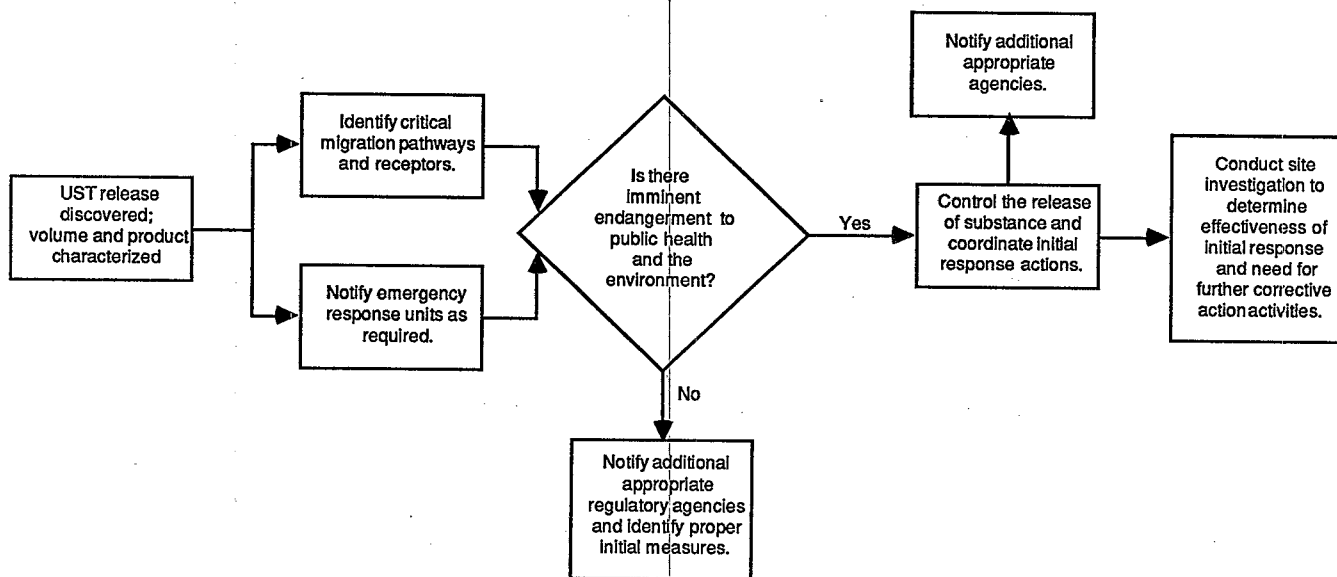 UST release
discovered;
volume and product
characterized
Identify critical
migration pathways
and receptors.
Notify emergency
response units as
required.
Is there
imminent
endangerment to
public health
and the
environment?
Yes
No
Notify additional
appropriate
regulatory agencies
and identify proper
initial measures.
Notify additional
appropriate
agencies.
Control the release
of substance and
coordinate initial
response actions.
Conduct site
investigation to
determine
effectiveness of
initial response
and need for
further corrective
action activities.